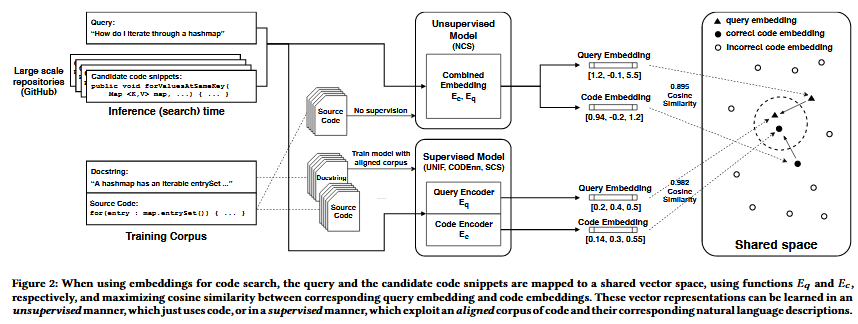 Query:
"How do I iterate through a hashmap"
Large scale
repositories
(GitHub)
Candidate code snippets:
public void forValuesAtSameKey(
Map <K,V> map, ...) { ... }
Inference (search) time
Docstring:
"A hashmap has an iterable entrySet ..."
Source Code:
for(entry : map.entrySet()) { ... }
Training Corpus
Source
Code
No supervision
Train model with
aligned corpus
Docstring
Source
Code
Unsupervised
Model
(NCS)
Combined
Embedding
Ec, Eq
Supervised Model
(UNIF, CODEnn, SCS)
Query Encoder
Eq
Code Encoder
Ec
Query Embedding
[1.2, -0.1, 5.5]
Code Embedding
[0.94, -0.2, 1.2]
Query Embedding
[0.2, 0.4, 0.5]
Code Embedding
[0.14, 0.3, 0.55]
0.895
Cosine
Similarity
0.982
Cosine
Similarity
query embedding
correct code embedding
incorrect code embedding
Shared space
Figure 2: When using embeddings for code search, the query and the candidate code snippets are mapped to a shared vector space, using functions Eq and Ec,
respectively, and maximizing cosine similarity between corresponding query embedding and code embeddings. These vector representations can be learned in an
unsupervised manner, which just uses code, or in a supervised manner, which exploit an aligned corpus of code and their corresponding natural language descriptions.